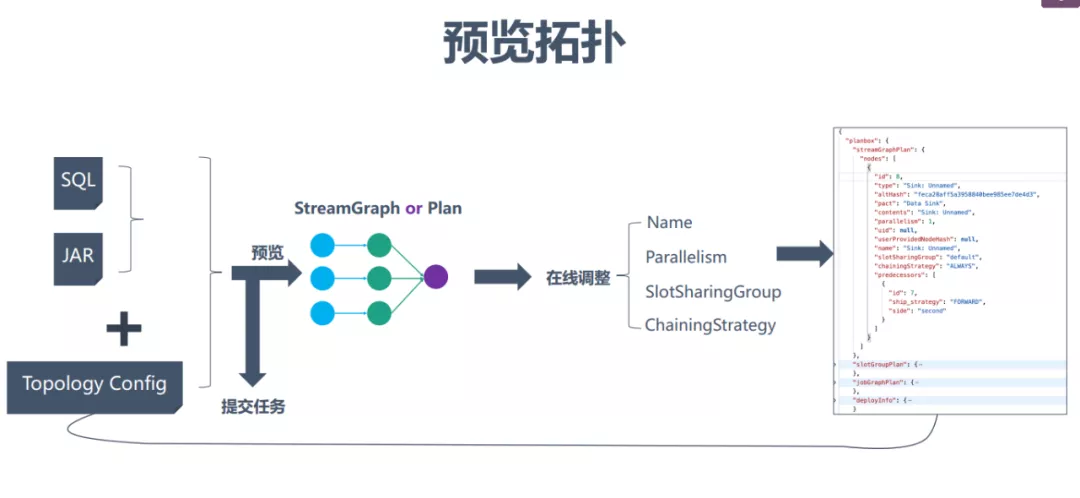 预览拓扑
SQL
JAR
+
Topology Config
预览
提交任务
StreamGraph or Plan
在线调整
Name
Parallelism
SlotSharingGroup
ChainingStrategy
{
"planbox": {
"streamGraphPlan": {
"nodes": [
{
"id": 8,
"type": "Sink: Unnamed",
"altHash": "feca28aff5a3958840bee985ee7de4d3",
"pact": "Data Sink",
"contents": "Sink: Unnamed",
"parallelism": 1,
"uid": null,
"userProvidedNodeHash": null,
"name": "Sink: Unnamed",
"slotSharingGroup": "default",
"chainingStrategy": "ALWAYS",
"predecessors": [
{
"id": 7,
"ship_strategy": "FORWARD",
"side": "second"
}
]
}
]
},
"slotGroupPlan": {
},
"jobGraphPlan": {
},
"deployInfo": {
}